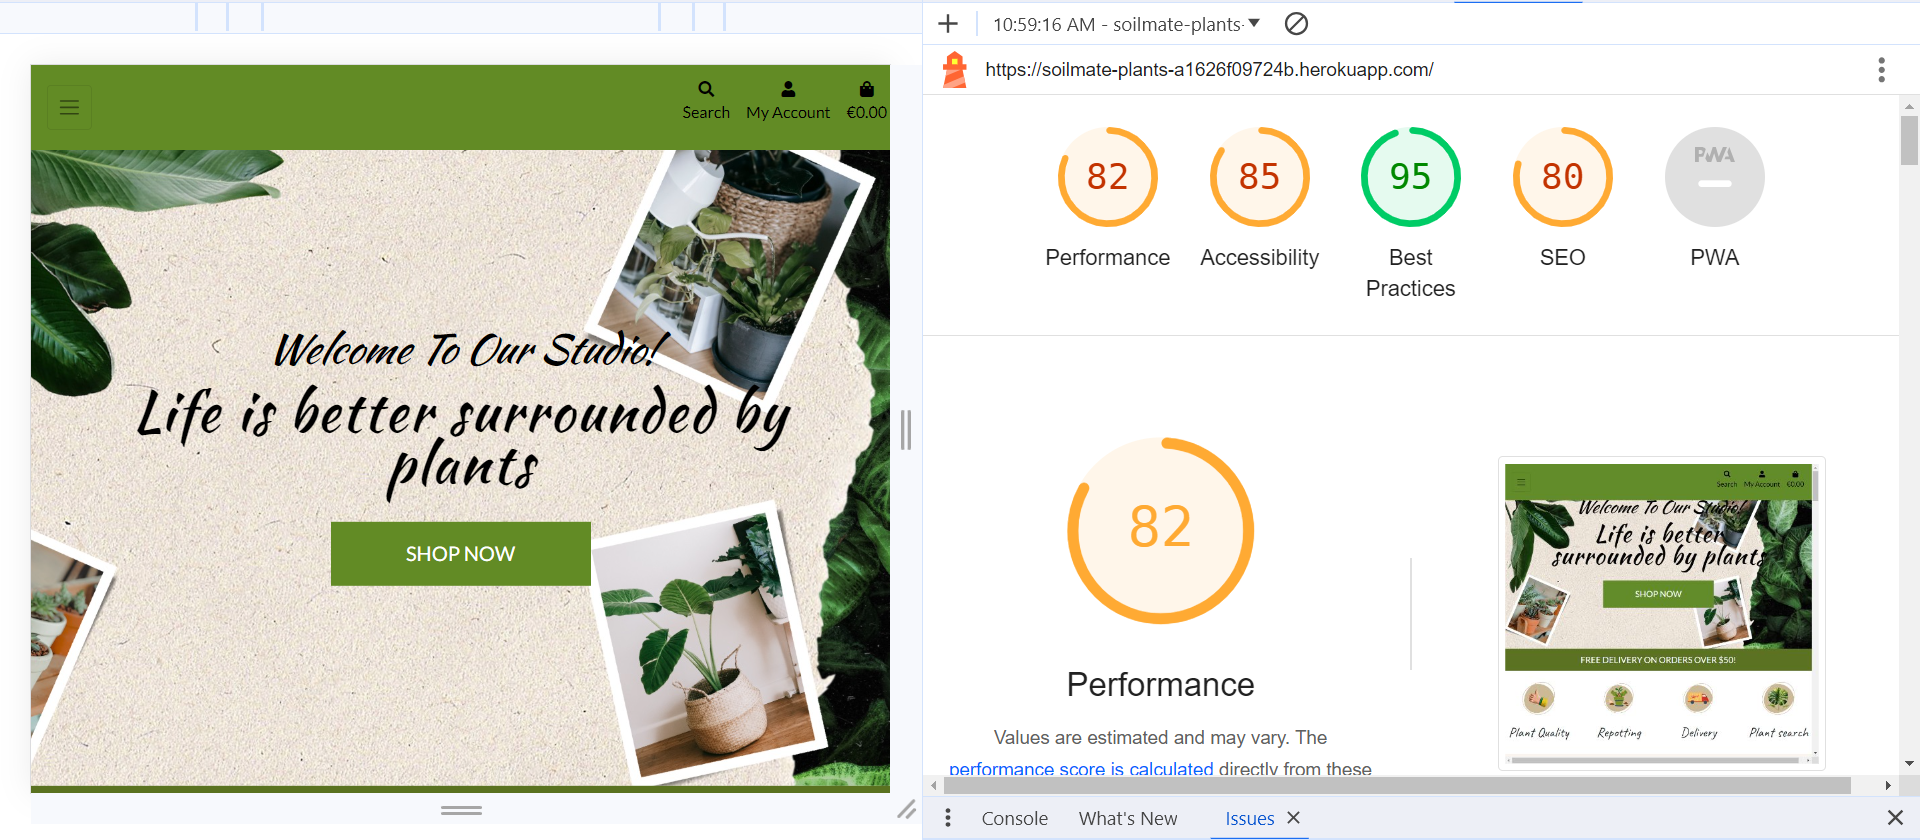 Search
My Account
€0.00
Welcome To Our Studio!
Life is better surrounded by
plants
SHOP NOW
10:59:16 AM - soilmate-plants-
https://soilmate-plants-a1626f09724b.herokuapp.com/
82
85
95
80
PWA
Performance
Accessibility
Best
Practices
SEO
PWA
82
Performance
Values are estimated and may vary. The
performance score is calculated directly from these
Search
My Account
€0.00
Welcome To Our Studio!
Life is better
surrounded by plants
SHOP NOW
FREE DELIVERY ON ORDERS OVER $50!
Plant Quality
Repotting
Delivery
Plant search
Console
What's New
Issues